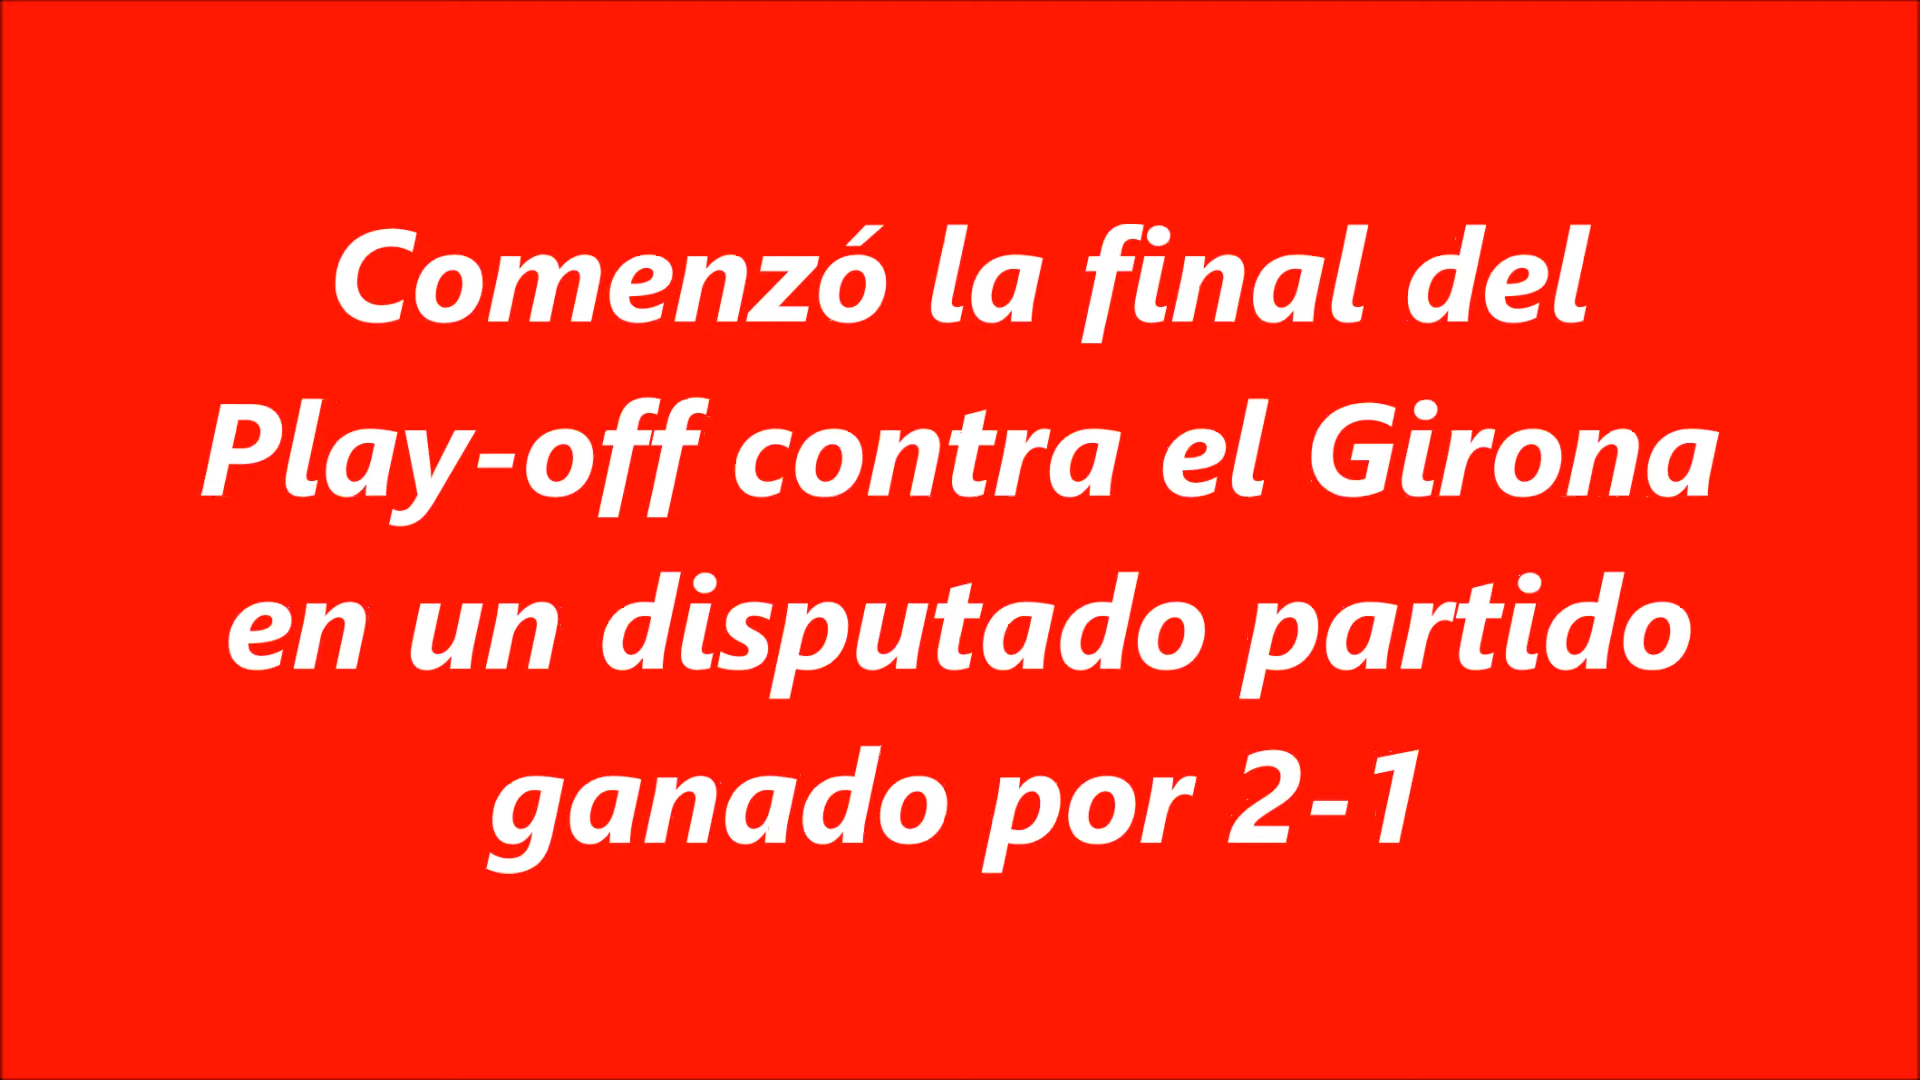 Comenzó la final del
Play-off contra el Girona
en un disputado partido
ganado por 2-1